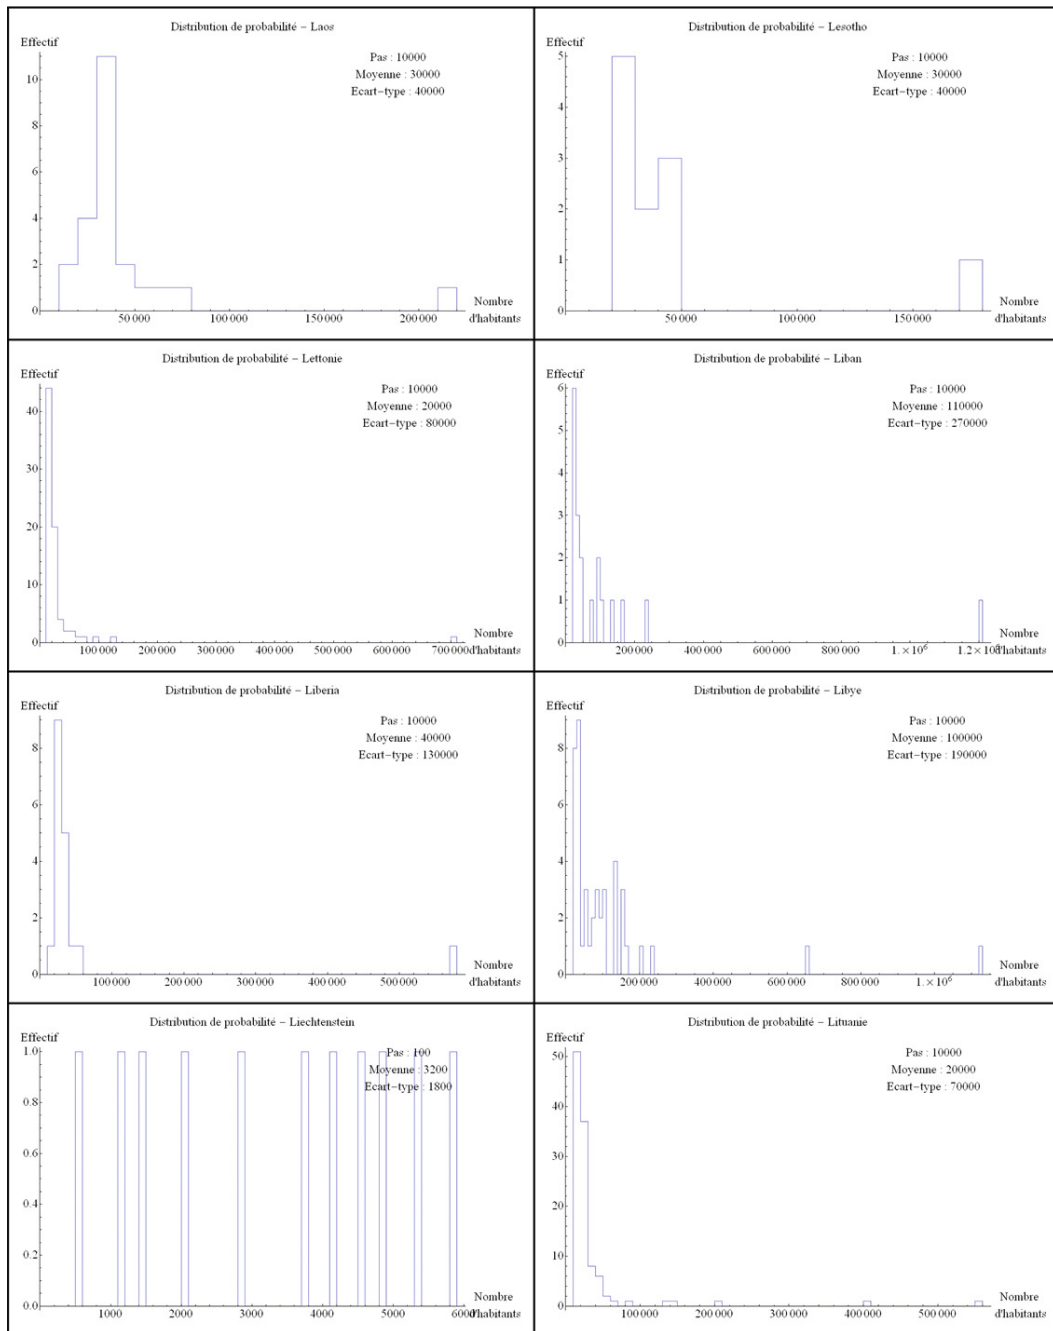 Distribution de probabilité − Laos
Effectif
Pas : 10000
Moyenne : 30000
Ecart−type : 40000
10
8
6
4
2
0
50 000
100 000
150 000
200 000
Nombre
d'habitants
Distribution de probabilité − Lesotho
Effectif
Pas : 10000
Moyenne : 30000
Ecart−type : 40000
5
4
3
2
1
0
50 000
100 000
150 000
Nombre
d'habitants
Distribution de probabilité − Lettonie
Effectif
Pas : 10000
Moyenne : 20000
Ecart−type : 80000
40
30
20
10
0
100 000
200 000
300 000
400 000
500 000
600 000
700 000
Nombre
d'habitants
Distribution de probabilité − Liban
Effectif
Pas : 10000
Moyenne : 110000
Ecart−type : 270000
6
5
4
3
2
1
0
200 000
400 000
600 000
800 000
1. × 10⁶
1.2 × 10⁶
Nombre
d'habitants
Distribution de probabilité − Liberia
Effectif
Pas : 10000
Moyenne : 40000
Ecart−type : 130000
8
6
4
2
0
100 000
200 000
300 000
400 000
500 000
Nombre
d'habitants
Distribution de probabilité − Libye
Effectif
Pas : 10000
Moyenne : 100000
Ecart−type : 190000
8
6
4
2
0
200 000
400 000
600 000
800 000
1. × 10⁶
Nombre
d'habitants
Distribution de probabilité − Liechtenstein
Effectif
Pas : 100
Moyenne : 3200
Ecart−type : 1800
1.0
0.8
0.6
0.4
0.2
0.0
1000
2000
3000
4000
5000
6000
Nombre
d'habitants
Distribution de probabilité − Lituanie
Effectif
Pas : 10000
Moyenne : 20000
Ecart−type : 70000
50
40
30
20
10
0
100 000
200 000
300 000
400 000
500 000
Nombre
d'habitants